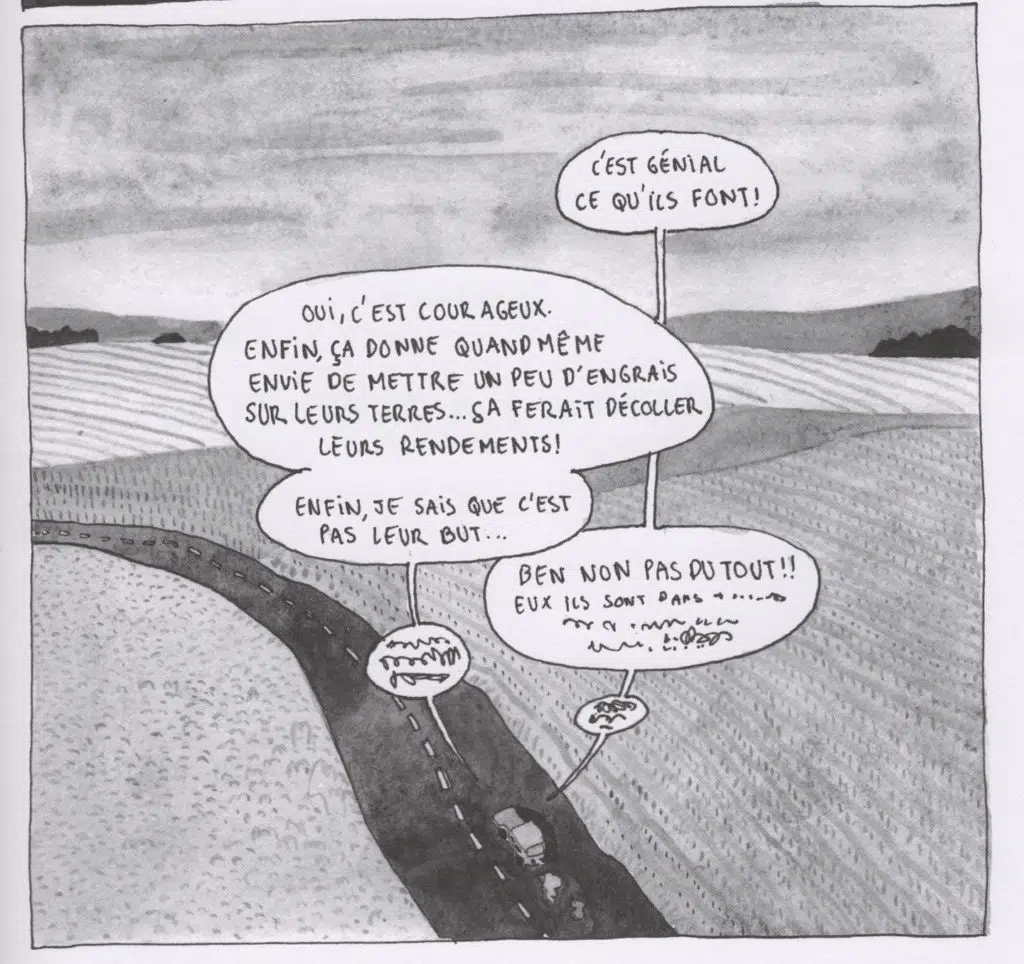 C'EST GÉNIAL
CE QU'ILS FONT!
OUI, C'EST COURAGEUX.
ENFIN, ÇA DONNE QUAND MÊME
ENVIE DE METTRE UN PEU D'ENGRAIS
SUR LEURS TERRES... ÇA FERAIT DÉCOLLER
LEURS RENDEMENTS!
ENFIN, JE SAIS QUE C'EST
PAS LEUR BUT...
BEN NON PAS DU TOUT!!
EUX ILS SONT DANS